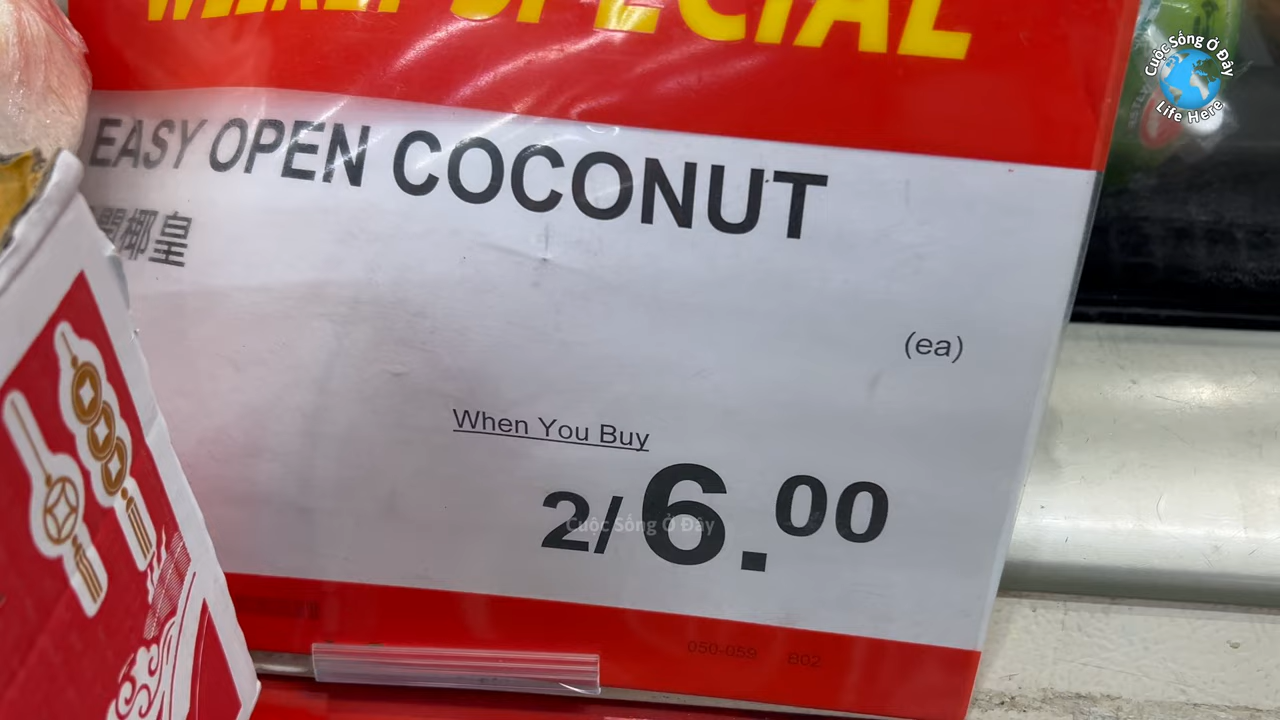 WEEKLY SPECIAL
EASY OPEN COCONUT
開椰皇
(ea)
When You Buy
2/6.00
Cuộc Sống Ở Đây
050-059 802
Cuộc Sống Ở Đây
Life Here